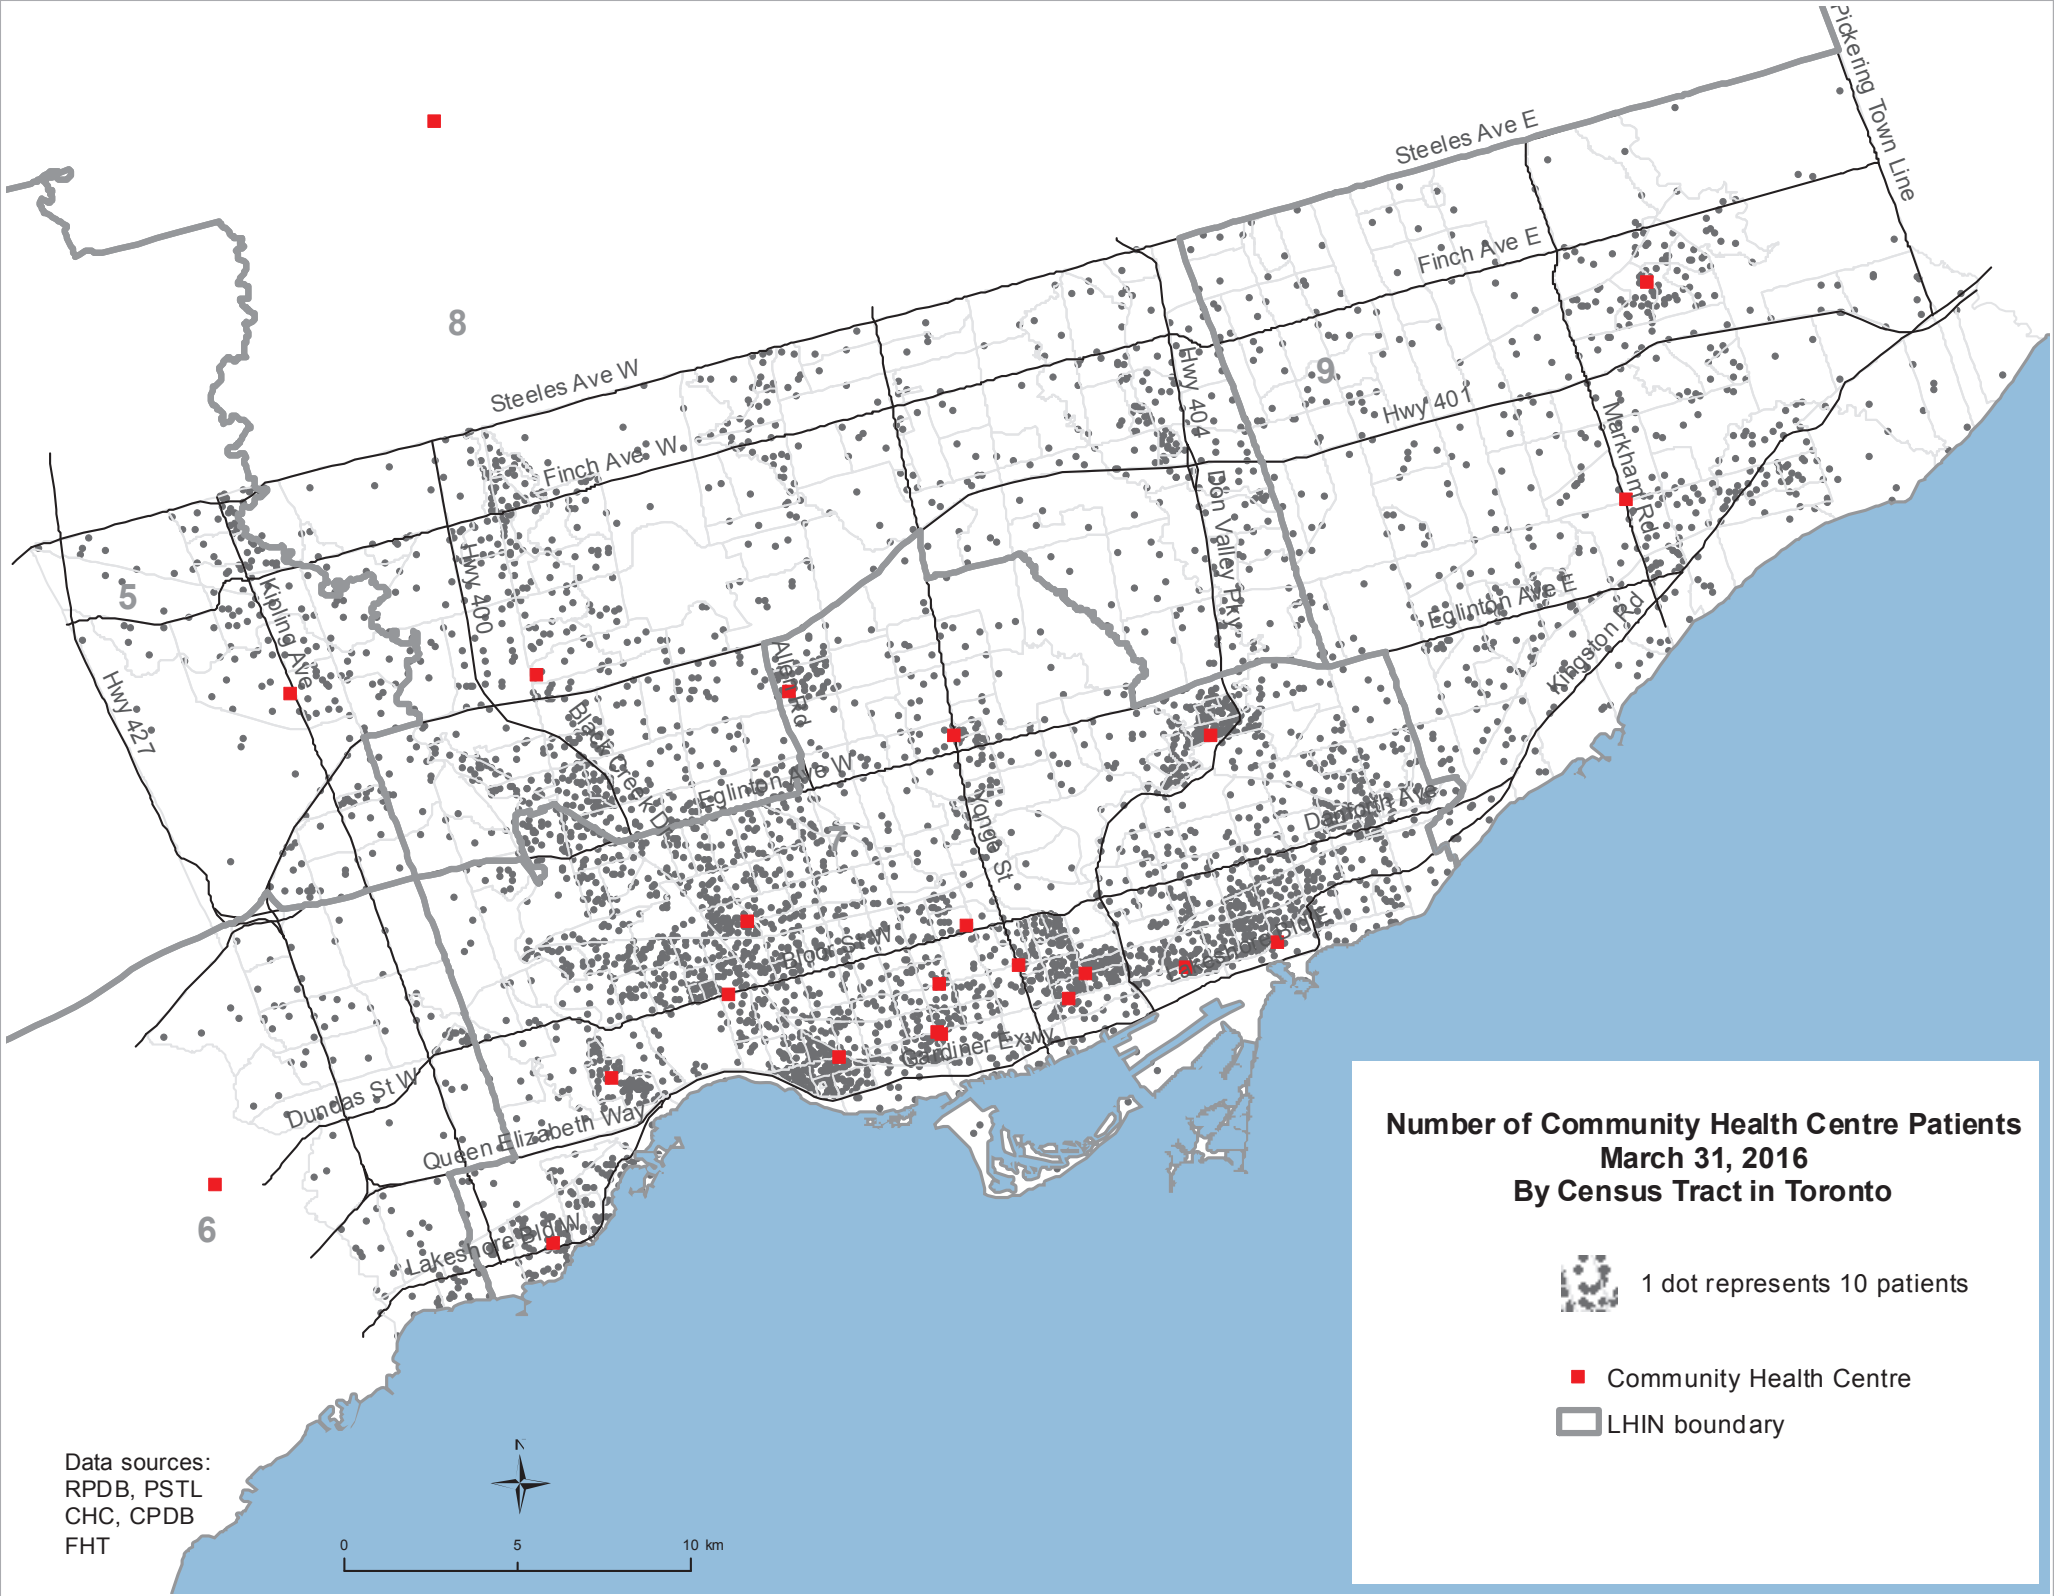 Pickering Town Line
Steeles Ave E
Finch Ave E
8
9
Steeles Ave W
Hwy 404
Hwy 401
Markham Rd
Finch Ave W
Don Valley Pky
5
Kipling Ave
Hwy 400
Eglinton Ave E
Kingston Rd
Hwy 427
Allen Rd
Black Creek Dr
Eglinton Ave W
Yonge St
Danforth Ave
7
Bloor St W
Lakeshore Blvd E
Gardiner Exwy
Dundas St W
Queen Elizabeth Way
6
Lakeshore Bld W
Number of Community Health Centre Patients
March 31, 2016
By Census Tract in Toronto
1 dot represents 10 patients
Community Health Centre
LHIN boundary
Data sources:
RPDB, PSTL
CHC, CPDB
FHT
N
0 5 10 km